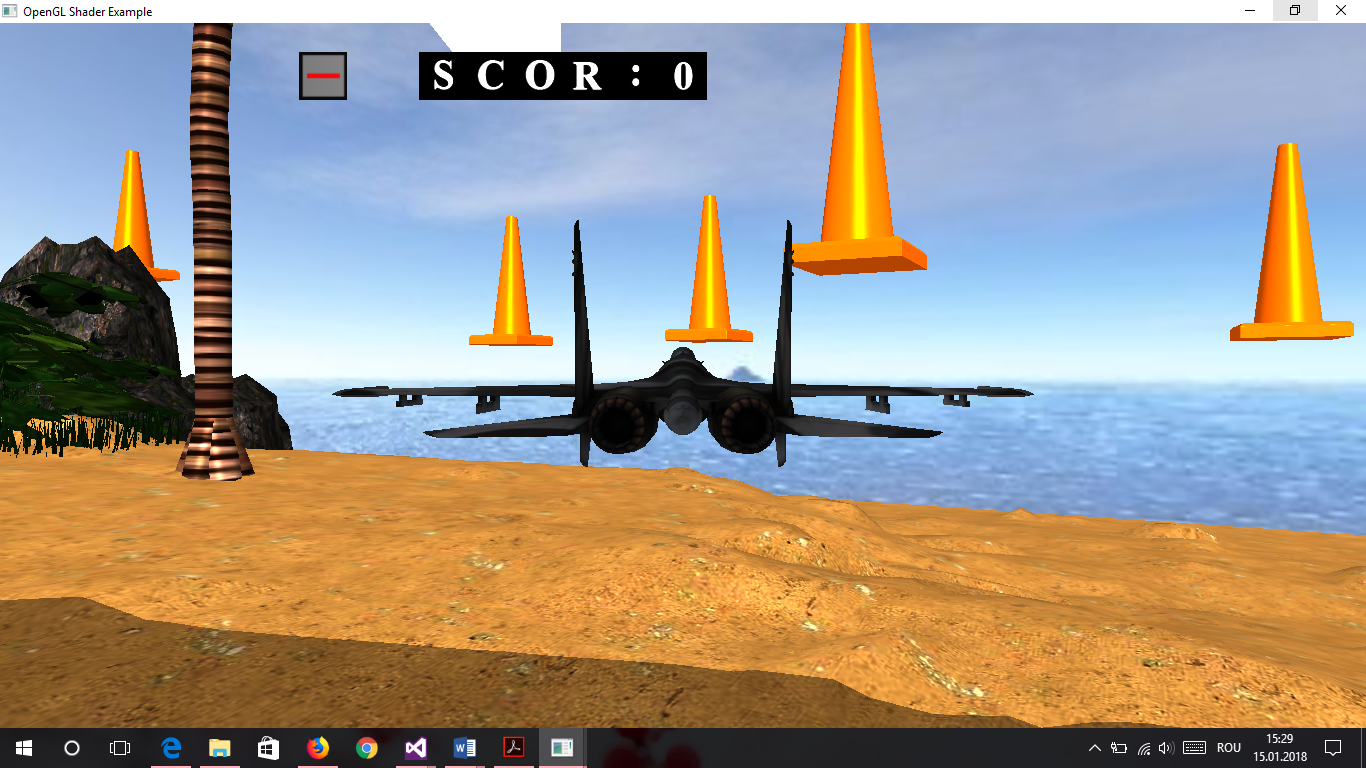 OpenGL Shader Example
S C O R : 0
ROU
15:29
15.01.2018